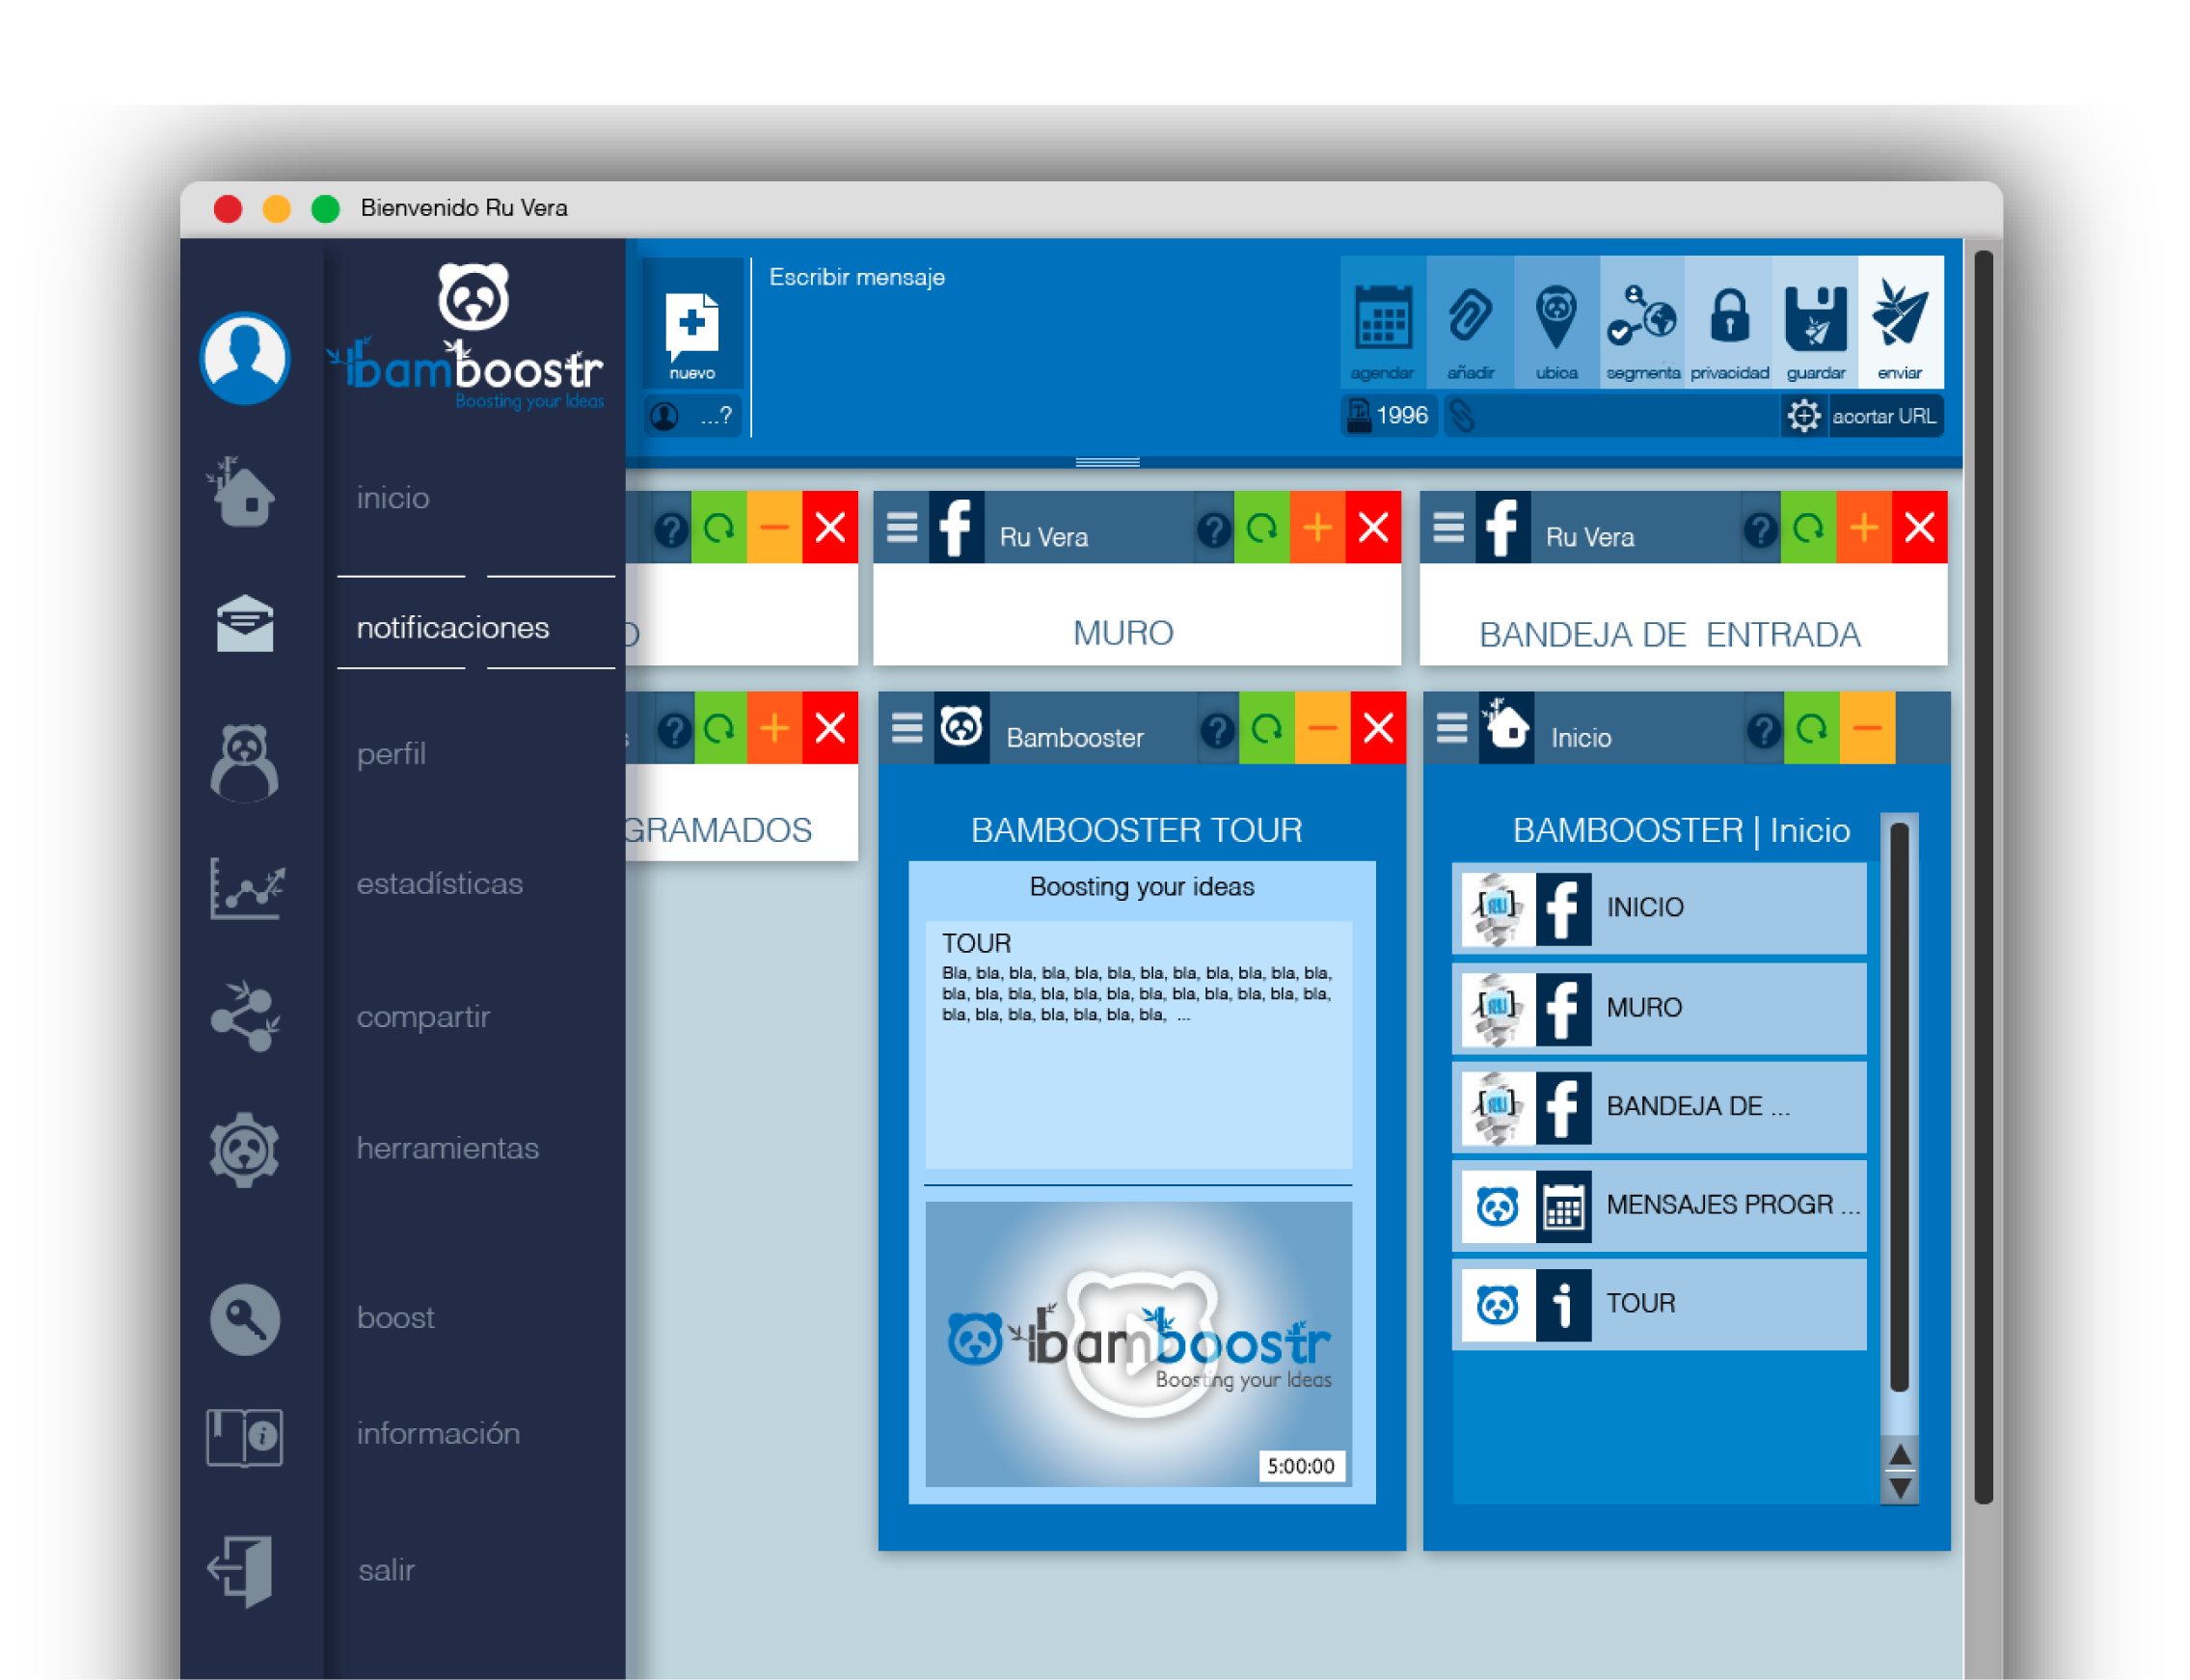 Bienvenido Ru Vera
bamboostr
Boosting your Ideas
inicio
notificaciones
perfil
estadísticas
compartir
herramientas
boost
información
salir
nuevo
...?
Escribir mensaje
agendar
añadir
ubica
segmenta
privacidad
guardar
enviar
1996
acortar URL
Ru Vera
MURO
Ru Vera
BANDEJA DE ENTRADA
GRAMADOS
Bambooster
BAMBOOSTER TOUR
Boosting your ideas
TOUR
Bla, bla, bla, bla, bla, bla, bla, bla, bla, bla, bla, bla,
bla, bla, bla, bla, bla, bla, bla, bla, bla, bla, bla, bla,
bla, bla, bla, bla, bla, bla, bla, ...
bamboostr
Boosting your Ideas
5:00:00
Inicio
BAMBOOSTER | Inicio
[RU] INICIO
[RU] MURO
[RU] BANDEJA DE ...
MENSAJES PROGR ...
TOUR